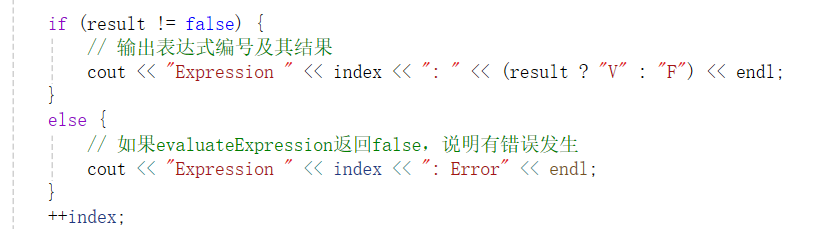 if (result != false) {
// 输出表达式编号及其结果
cout << "Expression " << index << ": " << (result ? "V" : "F") << endl;
}
else {
// 如果evaluateExpression返回false，说明有错误发生
cout << "Expression " << index << ": Error" << endl;
}
++index;